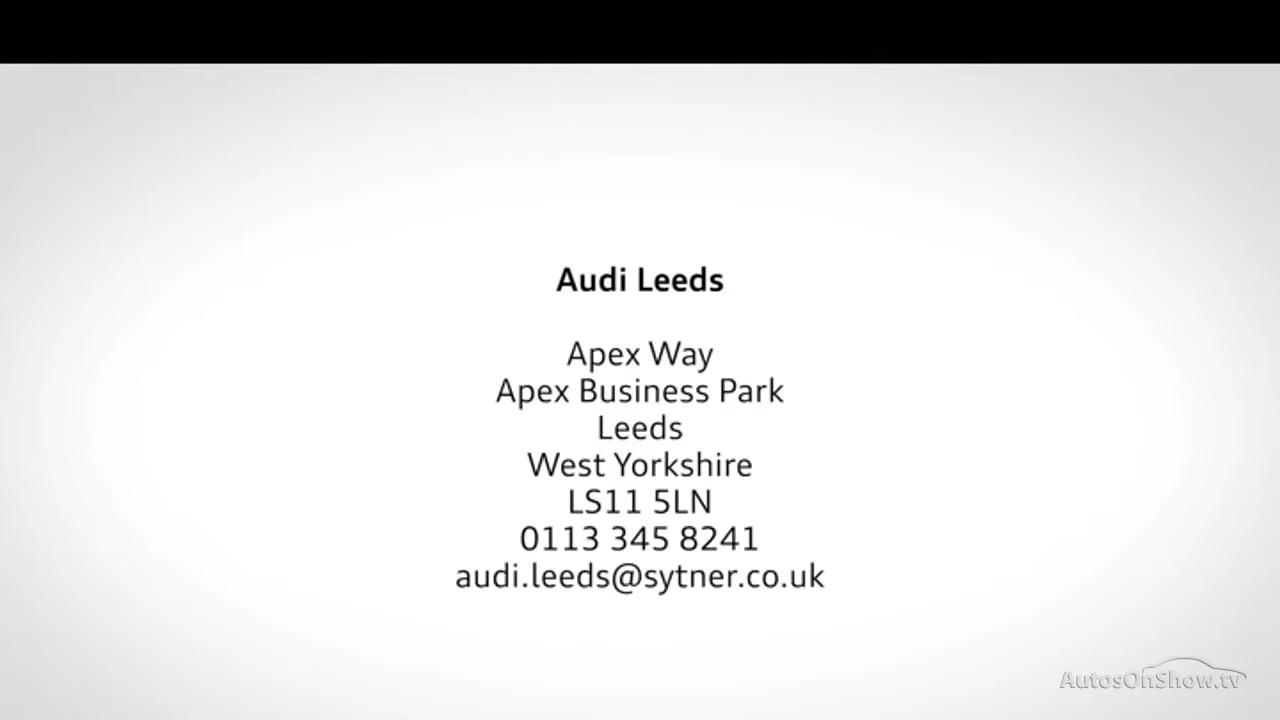 Audi Leeds
Apex Way
Apex Business Park
Leeds
West Yorkshire
LS11 5LN
0113 345 8241
audi.leeds@sytner.co.uk
AutosOnShow.tv